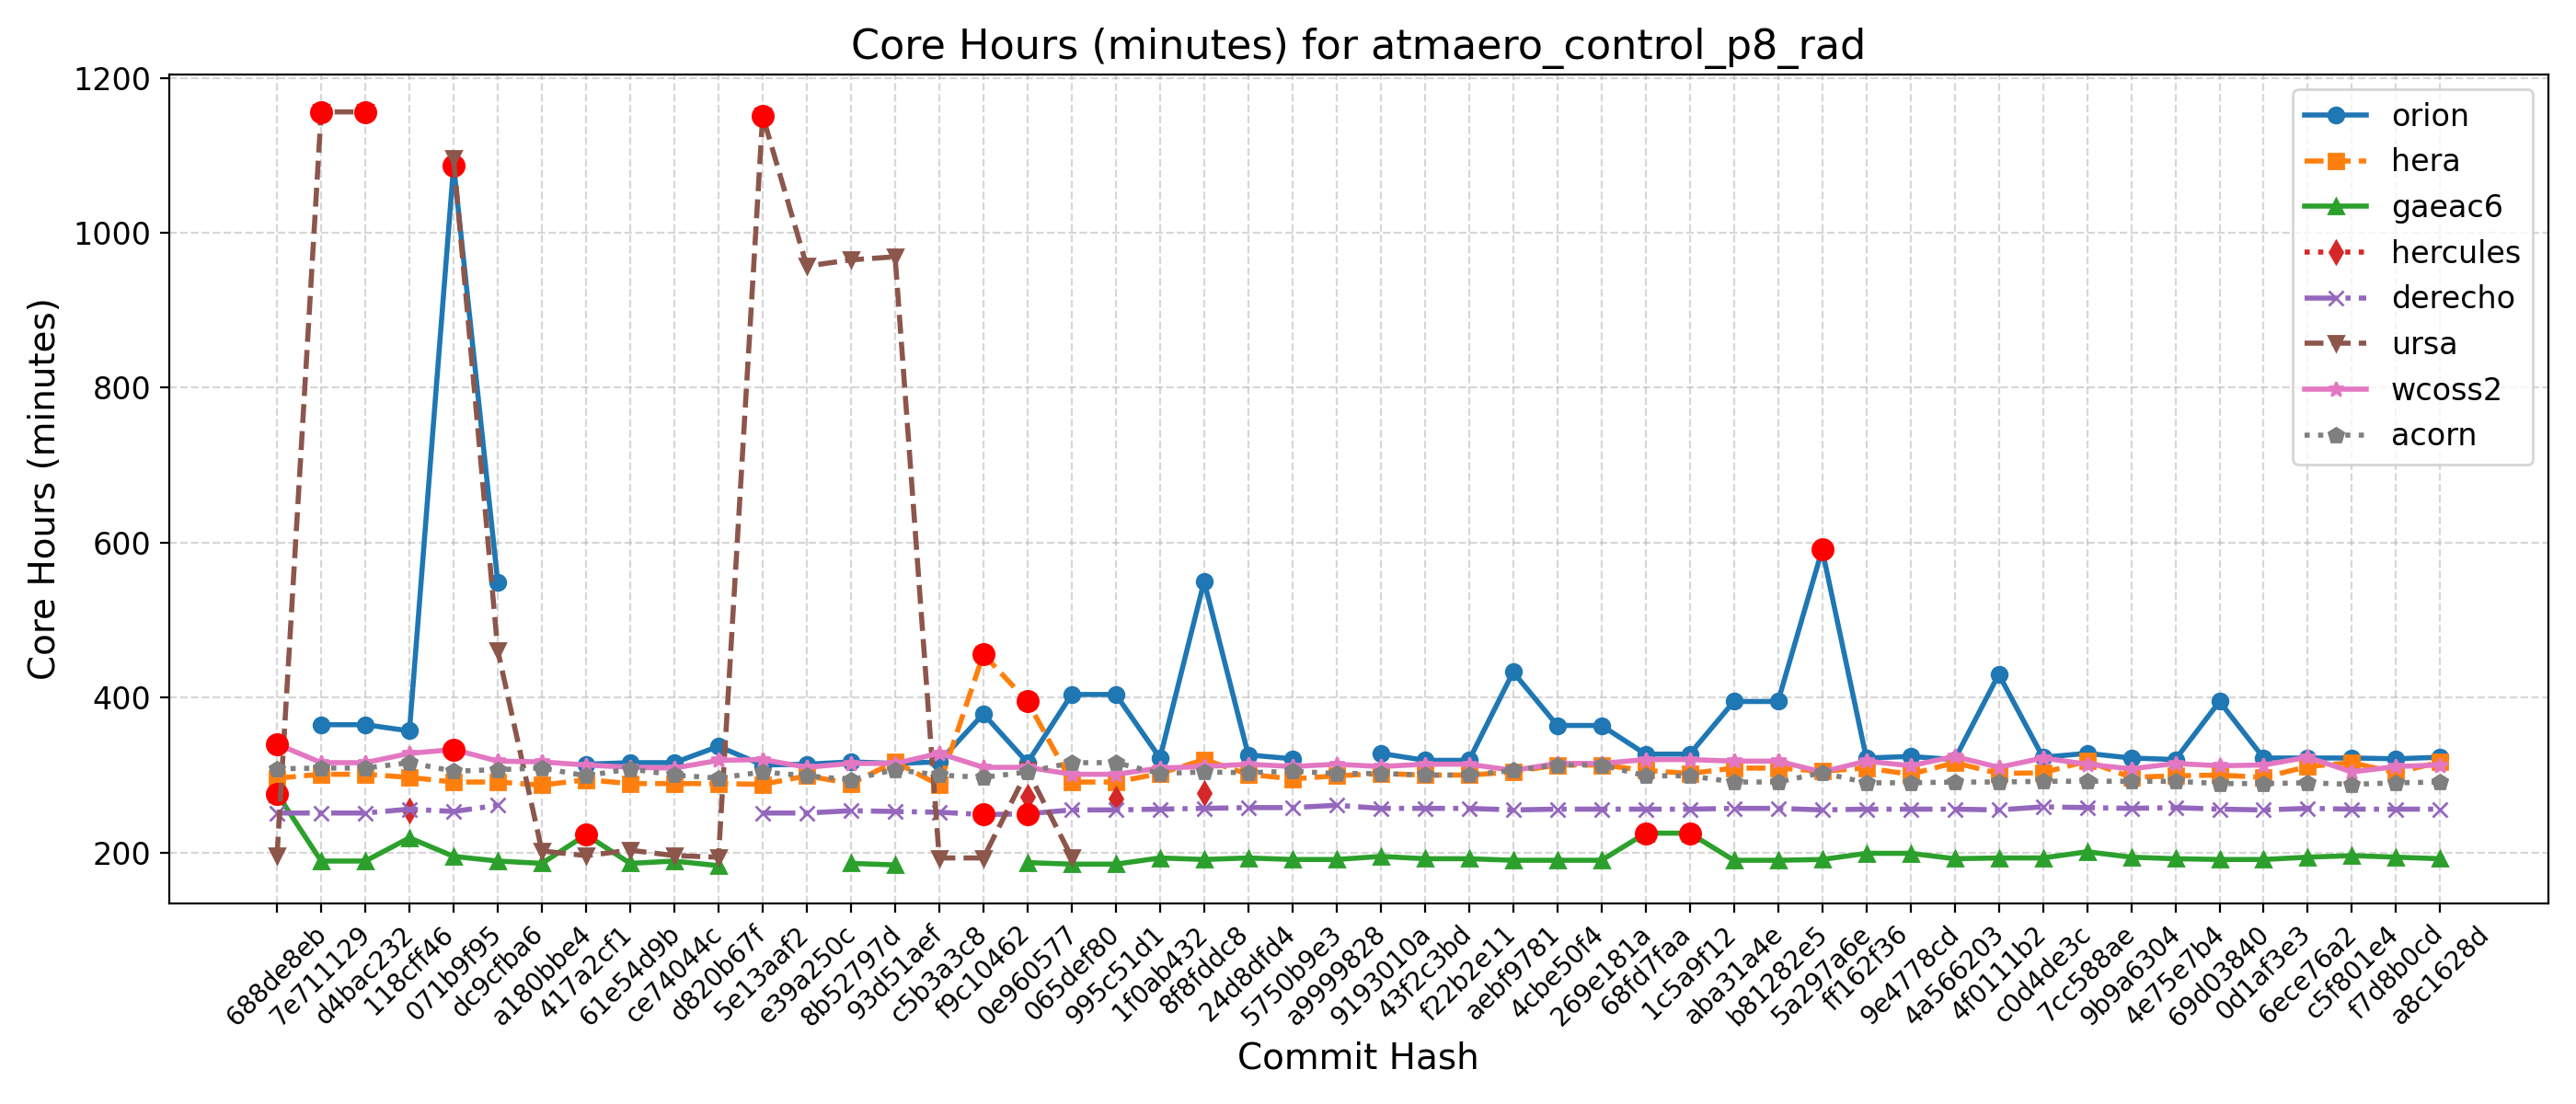 Core Hours (minutes) for atmaero_control_p8_rad
Core Hours (minutes)
1200
1000
800
600
400
200
orion
hera
gaeac6
hercules
derecho
ursa
wcoss2
acorn
688de8eb
7e711129
d4bac232
118cff46
071b9f95
dc9cfba6
a180bbe4
417a2cf1
61e54d9b
ce74044c
d820b67f
5e13aaf2
e39a250c
8b52797d
93d51aef
c5b3a3c8
f9c10462
0e960577
065def80
995c51d1
1f0ab432
8f8fddc8
24d8dfd4
5750b9e3
a9999828
9193010a
43f2c3bd
f22b2e11
aebf9781
4cbe50f4
269e181a
68fd7faa
1c5a9f12
aba31a4e
b81282e5
5a297a6e
ff162f36
9e4778cd
4a566203
4f0111b2
c0d4de3c
7cc588ae
9b9a6304
4e75e7b4
69d03840
0d1af3e3
6ece76a2
c5f801e4
f7d8b0cd
a8c1628d
Commit Hash